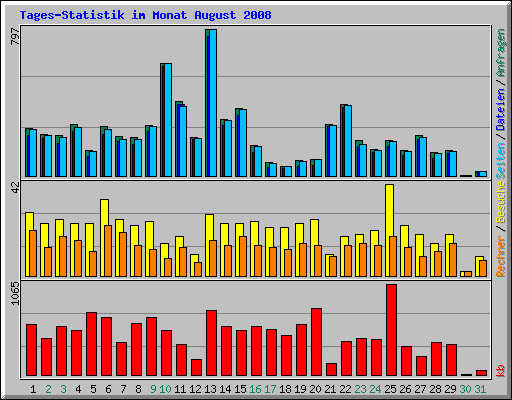 Tages-Statistik im Monat August 2008
797
42
1065
Rechner / Besuche Seiten / Dateien / Anfragen
kb
1 2 3 4 5 6 7 8 9 10 11 12 13 14 15 16 17 18 19 20 21 22 23 24 25 26 27 28 29 30 31